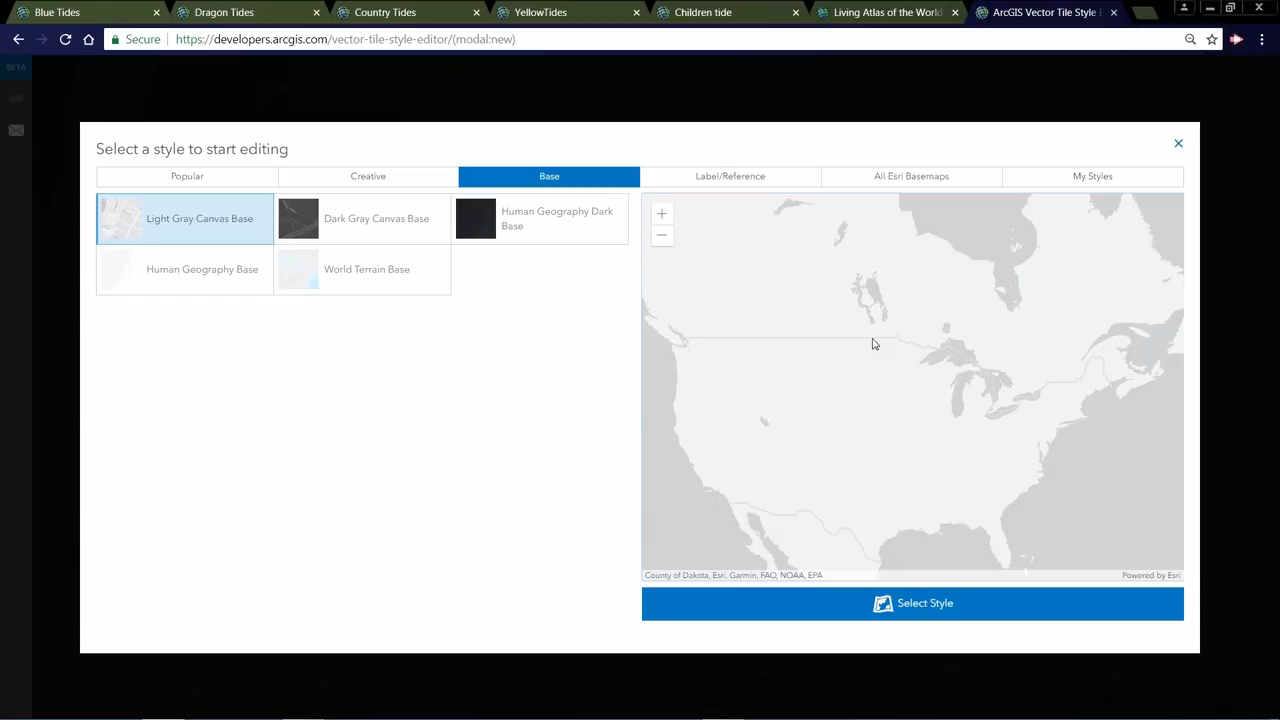 Blue Tides
Dragon Tides
Country Tides
YellowTides
Children tide
Living Atlas of the World
ArcGIS Vector Tile Style E
Secure
https://developers.arcgis.com/vector-tile-style-editor/(modal:new)
BETA
Select a style to start editing
Popular
Creative
Base
Label/Reference
All Esri Basemaps
My Styles
Light Gray Canvas Base
Dark Gray Canvas Base
Human Geography Dark
Base
Human Geography Base
World Terrain Base
County of Dakota, Esri, Garmin, FAO, NOAA, EPA
Powered by Esri
Select Style